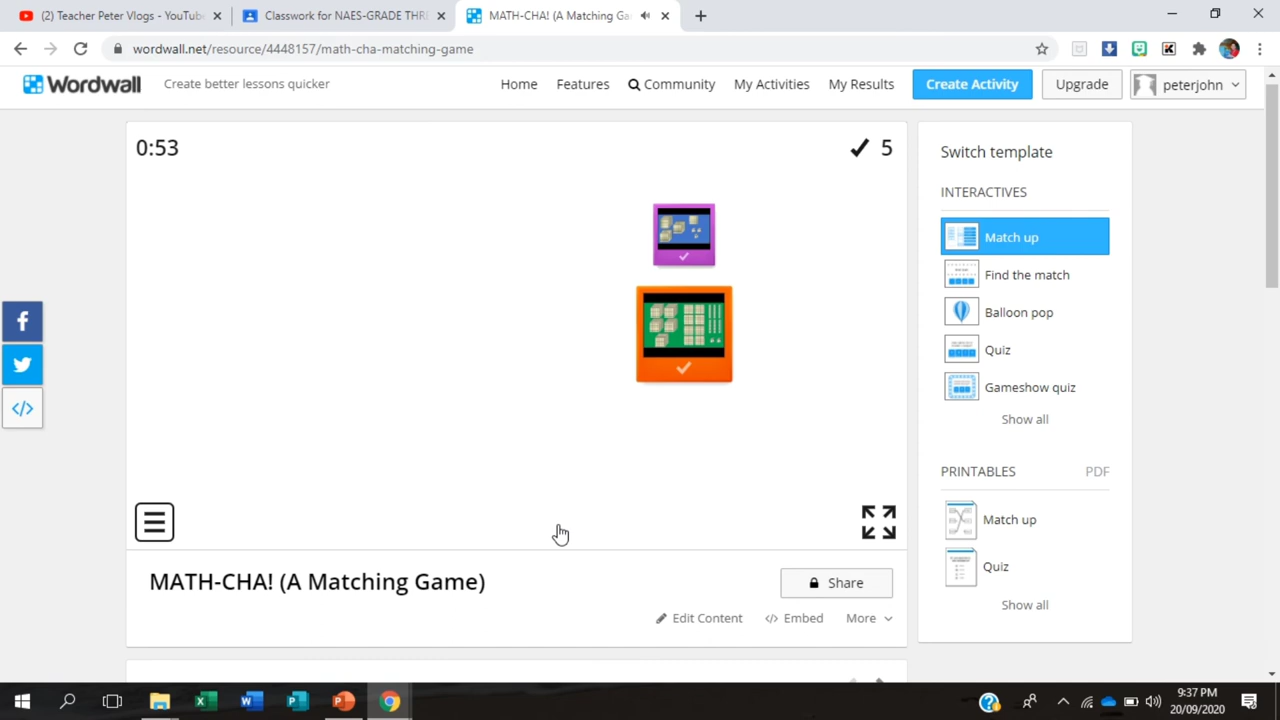 (2) Teacher Peter Vlogs - YouTube
Classwork for NAES-GRADE THRE
MATH-CHA! (A Matching Ga
wordwall.net/resource/4448157/math-cha-matching-game
Wordwall Create better lessons quicker Home Features Community My Activities My Results Create Activity Upgrade peterjohn
0:53
5
Switch template
INTERACTIVES
Match up
Find the match
Balloon pop
Quiz
Gameshow quiz
Show all
PRINTABLES PDF
Match up
Quiz
Show all
MATH-CHA! (A Matching Game)
Share
Edit Content
Embed
More
9:37 PM
20/09/2020